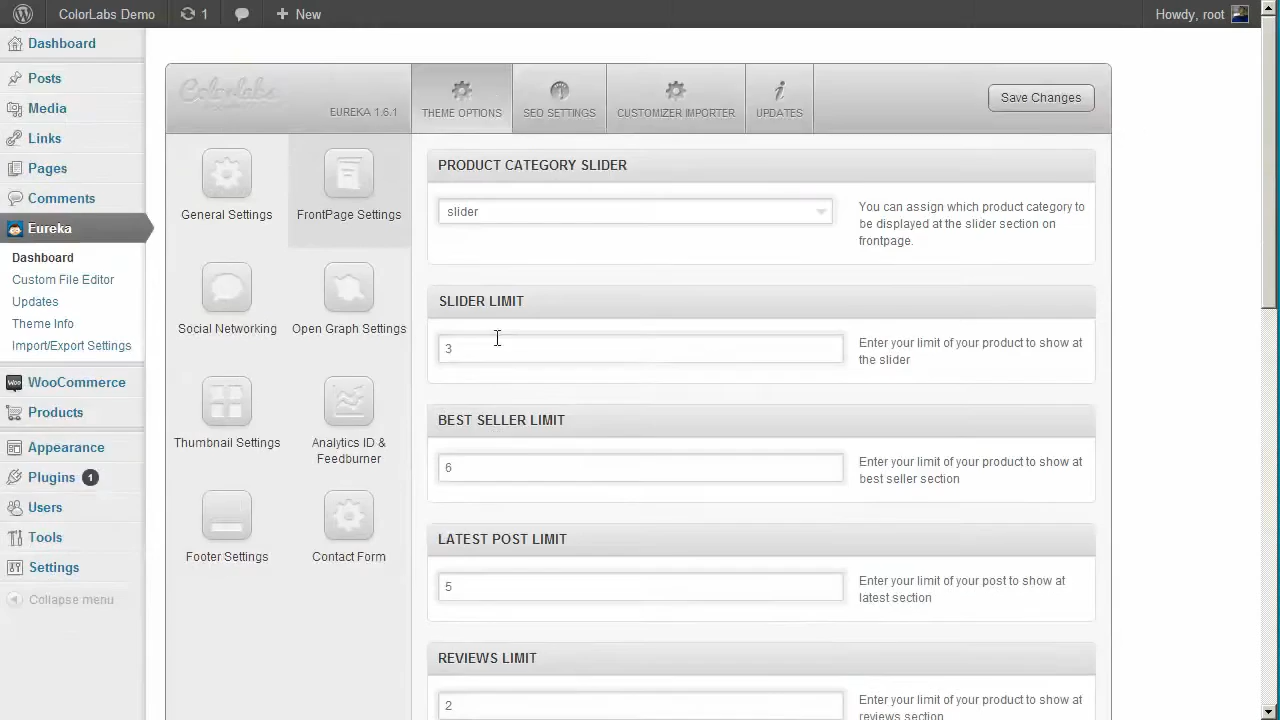 ColorLabs Demo
1
New
Howdy, root
Dashboard
Posts
Media
Links
Pages
Comments
Eureka
Dashboard
Custom File Editor
Updates
Theme Info
Import/Export Settings
WooCommerce
Products
Appearance
Plugins 1
Users
Tools
Settings
Collapse menu
Colorlabs
EUREKA 1.6.1
THEME OPTIONS
SEO SETTINGS
CUSTOMIZER IMPORTER
UPDATES
Save Changes
General Settings
FrontPage Settings
Social Networking
Open Graph Settings
Thumbnail Settings
Analytics ID &
Feedburner
Footer Settings
Contact Form
PRODUCT CATEGORY SLIDER
slider
You can assign which product category to
be displayed at the slider section on
frontpage.
SLIDER LIMIT
3
Enter your limit of your product to show at
the slider
BEST SELLER LIMIT
6
Enter your limit of your product to show at
best seller section
LATEST POST LIMIT
5
Enter your limit of your post to show at
latest section
REVIEWS LIMIT
2
Enter your limit of your product to show at
reviews section